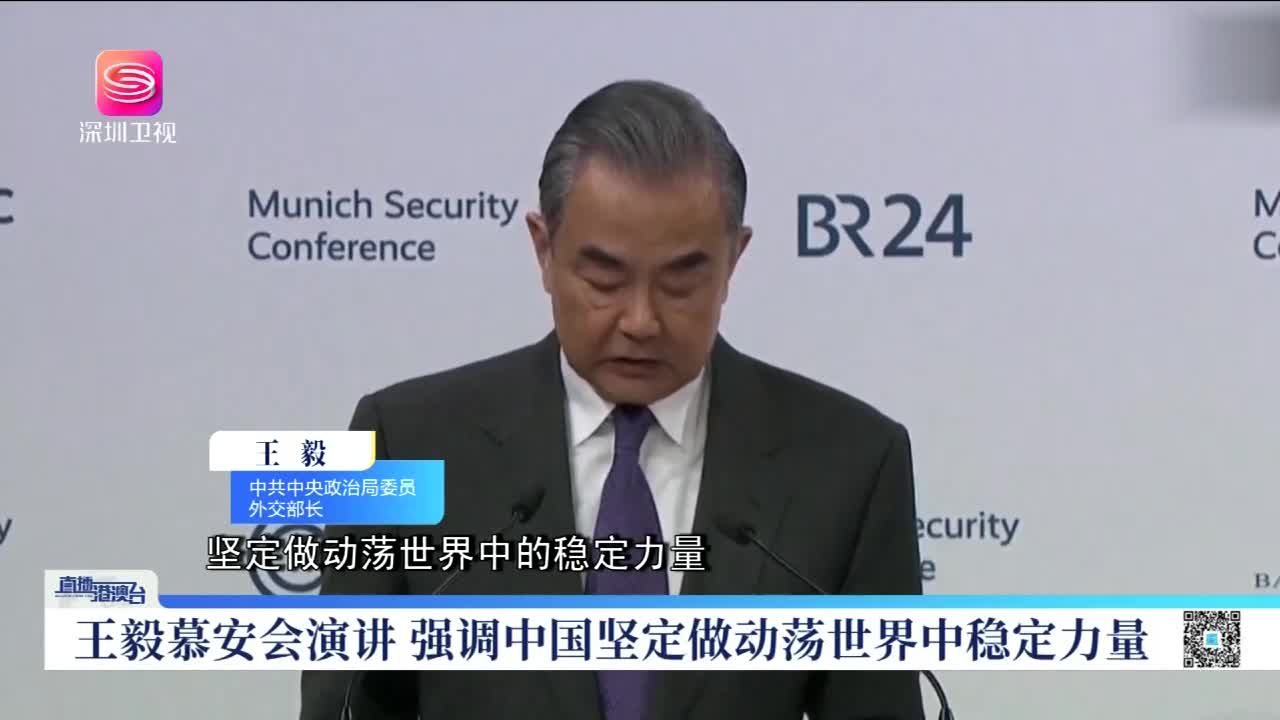 深圳卫视
Munich Security
Conference
BR24
王毅
中共中央政治局委员
外交部长
Security
坚定做动荡世界中的稳定力量
直播港澳台
王毅慕安会演讲 强调中国坚定做动荡世界中稳定力量